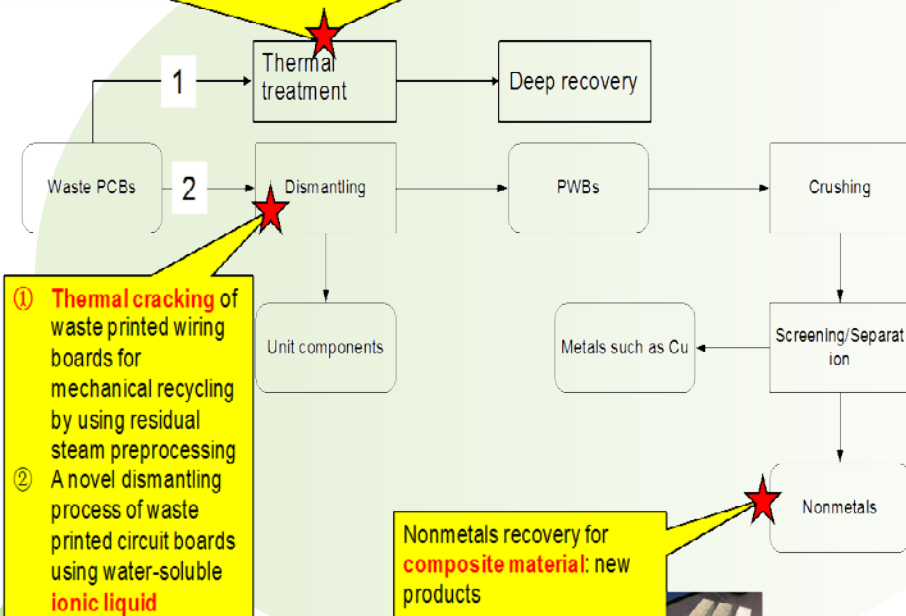 Thermal
treatment
1
Deep recovery
Waste PCBs
2
Dismantling
PWBs
Crushing
①
Thermal cracking of
waste printed wiring
boards for
mechanical recycling
by using residual
steam preprocessing
②
A novel dismantling
process of waste
printed circuit boards
using water-soluble
ionic liquid
Unit components
Metals such as Cu
Screening/Separat
ion
Nonmetals
Nonmetals recovery for
composite material: new
products